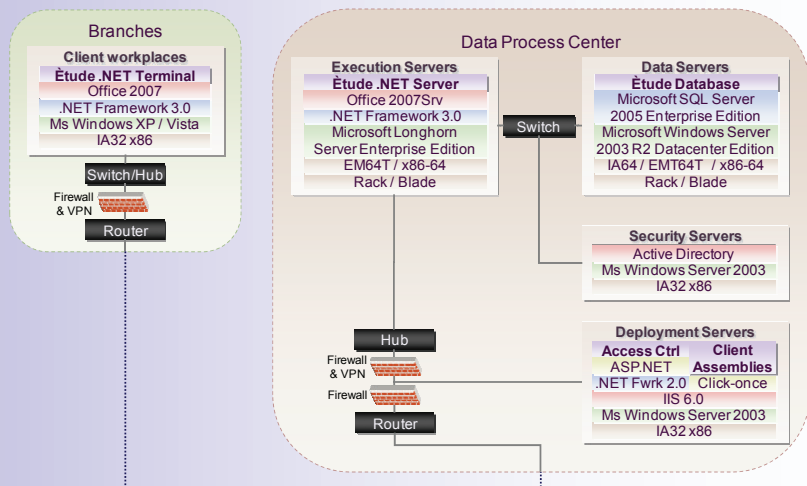 Branches
Client workplaces
Ètude .NET Terminal
Office 2007
.NET Framework 3.0
Ms Windows XP / Vista
IA32 x86
Switch/Hub
Firewall
& VPN
Router
Data Process Center
Execution Servers
Ètude .NET Server
Office 2007Srv
.NET Framework 3.0
Microsoft Longhorn
Server Enterprise Edition
EM64T / x86-64
Rack / Blade
Switch
Data Servers
Ètude Database
Microsoft SQL Server
2005 Enterprise Edition
Microsoft Windows Server
2003 R2 Datacenter Edition
IA64 / EMT64T / x86-64
Rack / Blade
Security Servers
Active Directory
Ms Windows Server 2003
IA32 x86
Hub
Firewall
& VPN
Firewall
Router
Deployment Servers
Access Ctrl
ASP.NET
.NET Fwrk 2.0
Client
Assemblies
Click-once
IIS 6.0
Ms Windows Server 2003
IA32 x86